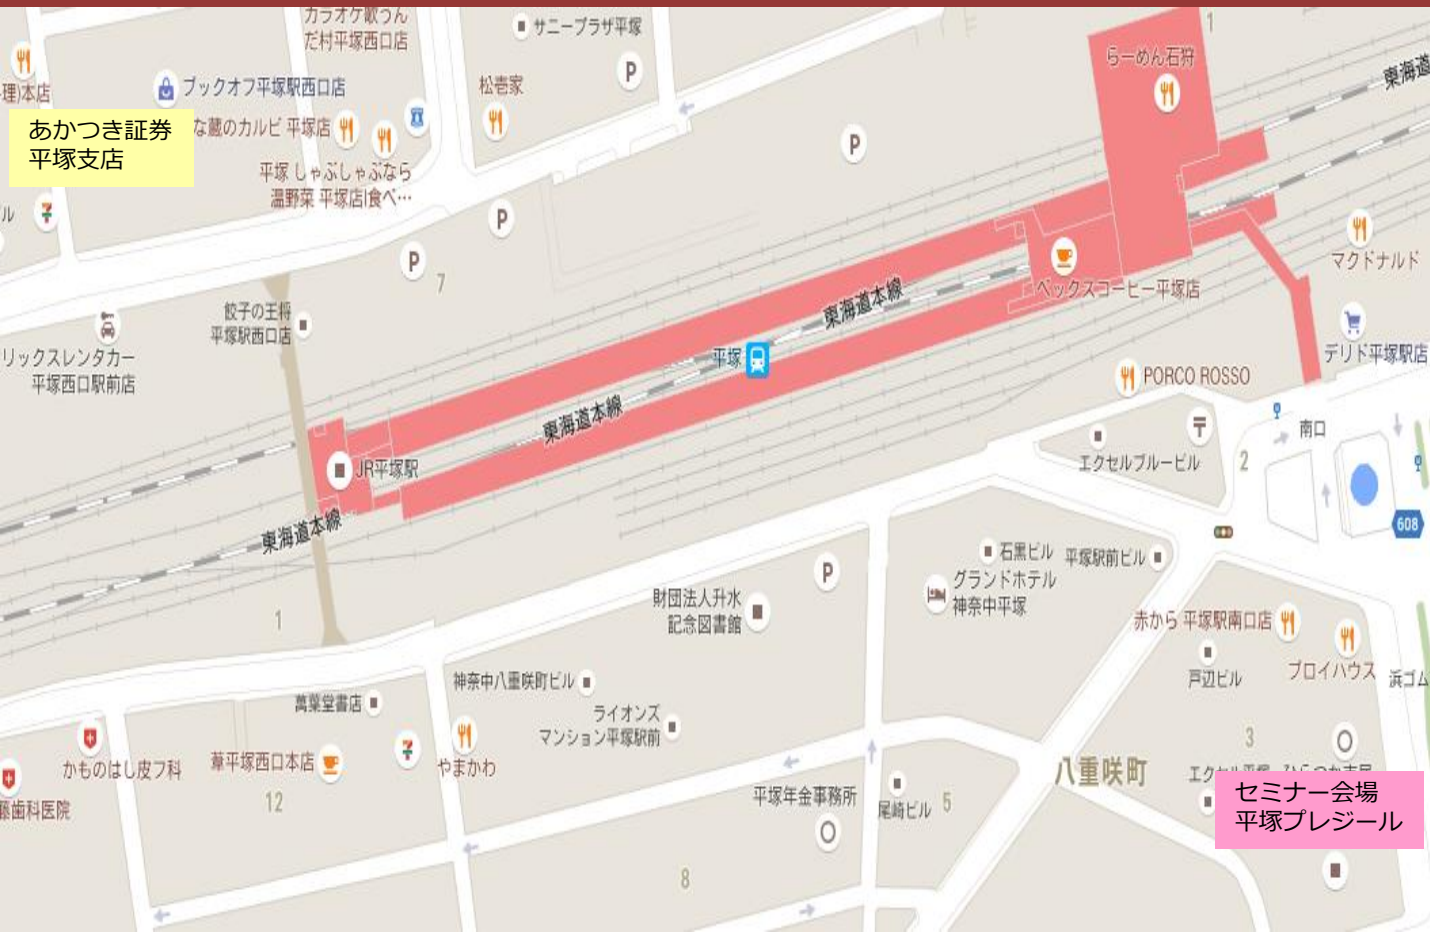 カラオケ歌うん
だ村平塚西口店
サニープラザ平塚
1
らーめん石狩
東海道
理)本店
ブックオフ平塚駅西口店
松壱家
P
あかつき証券
平塚支店
な蔵のカルビ 平塚店
P
平塚 しゃぶしゃぶなら
温野菜 平塚店|食べ…
ル
P
P
7
マクドナルド
ベックスコーヒー平塚店
東海道本線
餃子の王将
平塚駅西口店
リックスレンタカー
平塚西口駅前店
平塚
デリド平塚駅店
PORCO ROSSO
東海道本線
南口
エクセルブルービル
2
JR平塚駅
東海道本線
608
石黒ビル
平塚駅前ビル
グランドホテル
神奈中平塚
P
財団法人升水
記念図書館
1
赤から 平塚駅南口店
戸辺ビル
ブロイハウス
浜ゴム
神奈中八重咲町ビル
萬葉堂書店
ライオンズ
マンション平塚駅前
3
かものはし皮フ科
葦平塚西口本店
やまかわ
八重咲町
藤歯科医院
12
平塚年金事務所
尾崎ビル
5
セミナー会場
平塚プレジール
8